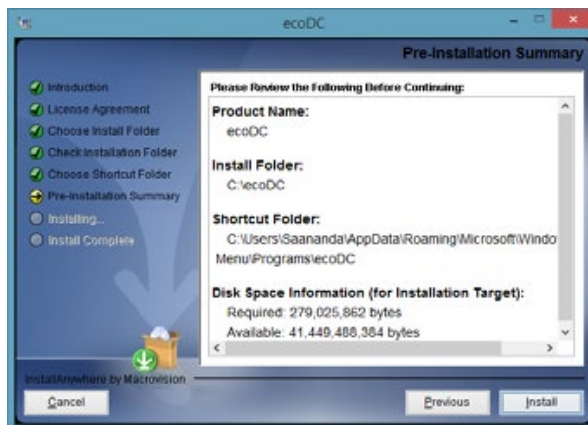 ecoDC
Pre-Installation Summary
Introduction
License Agreement
Choose Install Folder
Check Installation Folder
Choose Shortcut Folder
Pre-Installation Summary
Installing...
Install Complete
Please Review the Following Before Continuing:
Product Name:
ecoDC
Install Folder:
C:\ecoDC
Shortcut Folder:
C:\Users\Saananda\AppData\Roaming\Microsoft\Windo
Menu\Programs\ecoDC
Disk Space Information (for Installation Target):
Required: 279,025,862 bytes
Available: 41,449,488,384 bytes
InstallAnywhere by Macrovision
Cancel
Previous
Install